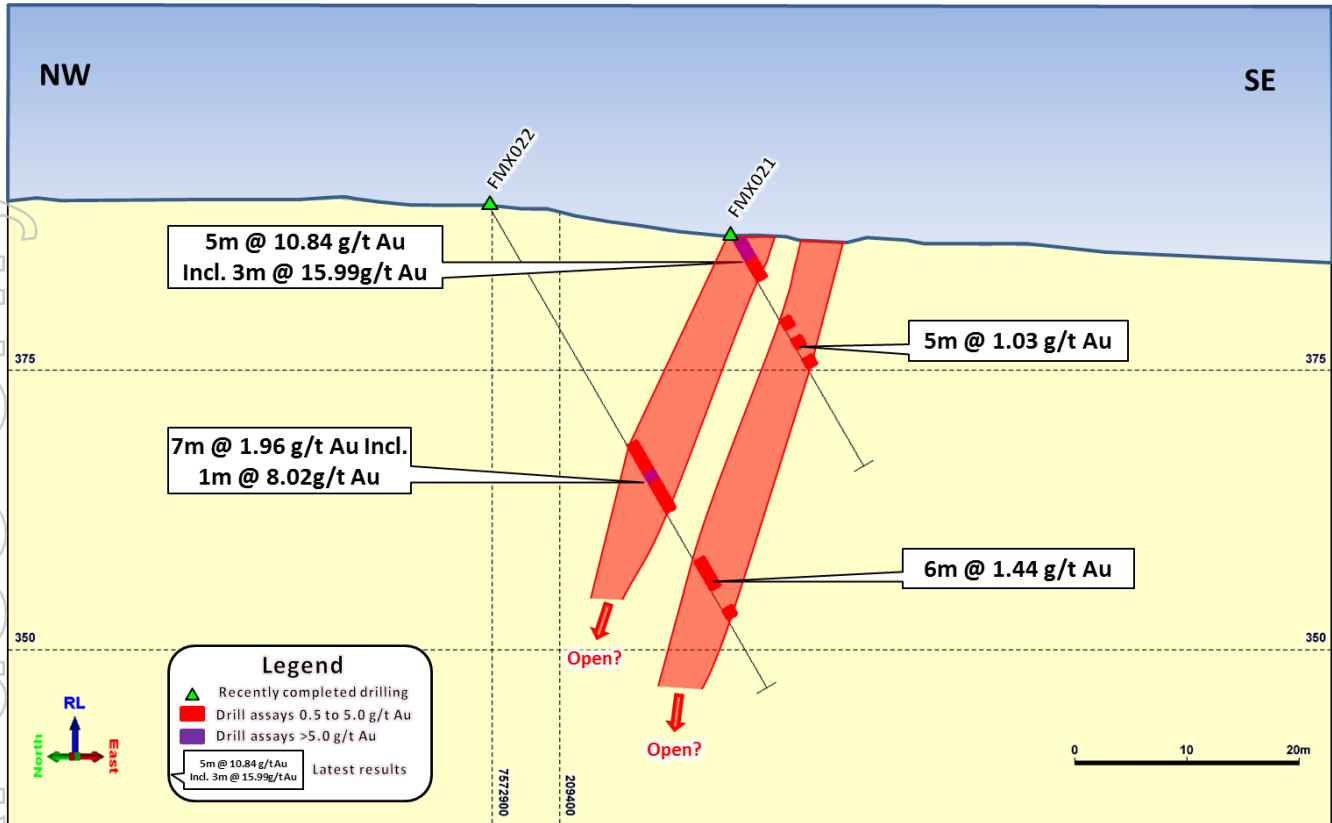 NW
SE
FMX022
FMX021
5m @ 10.84 g/t Au
Incl. 3m @ 15.99g/t Au
5m @ 1.03 g/t Au
375
375
7m @ 1.96 g/t Au Incl.
1m @ 8.02g/t Au
6m @ 1.44 g/t Au
350
350
Open?
Open?
Legend
Recently completed drilling
Drill assays 0.5 to 5.0 g/t Au
Drill assays >5.0 g/t Au
5m @ 10.84 g/t Au
Incl. 3m @ 15.99g/t Au
Latest results
RL
North
East
7572900
209400
0
10
20m